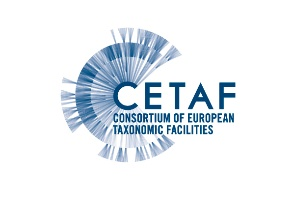 CETAF
CONSORTIUM OF EUROPEAN
TAXONOMIC FACILITIES